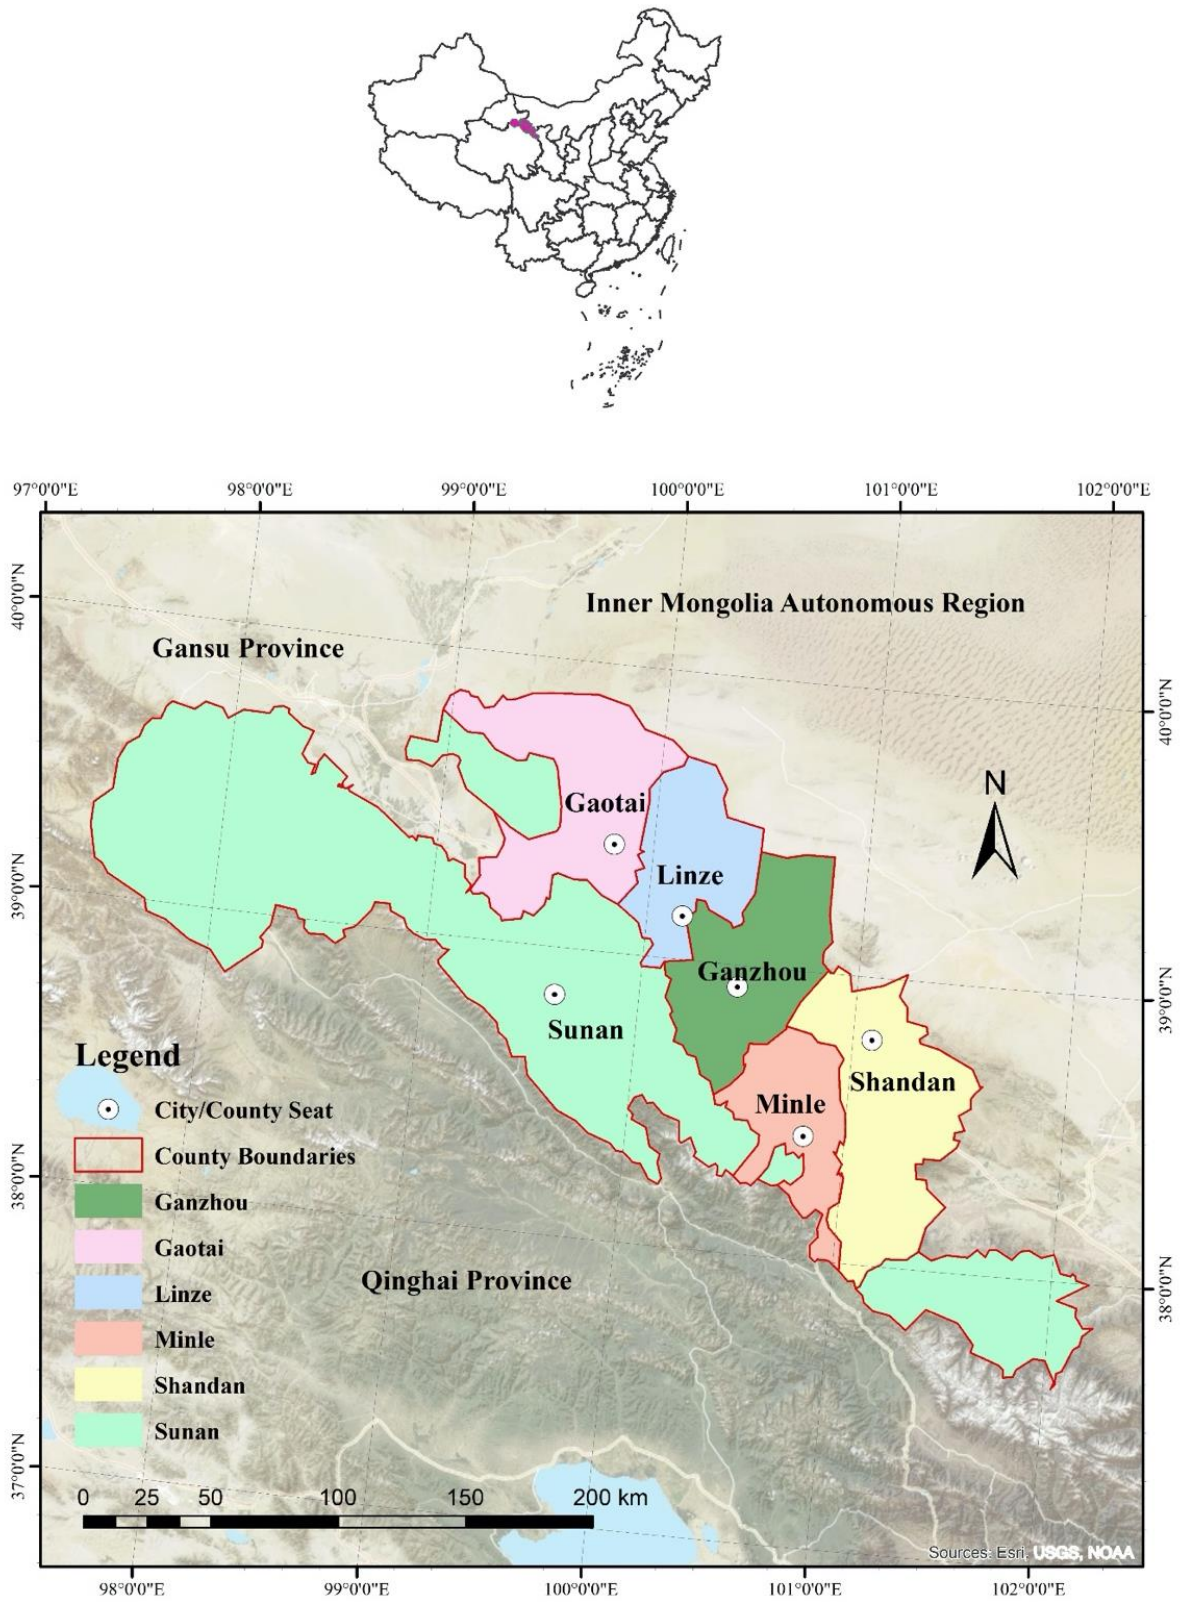 97°0'0"E 98°0'0"E 99°0'0"E 100°0'0"E 101°0'0"E 102°0'0"E
40°0'0"N
39°0'0"N
38°0'0"N
37°0'0"N
Inner Mongolia Autonomous Region
Gansu Province
40°0'0"N
39°0'0"N
38°0'0"N
N
Gaotai
Linze
Ganzhou
Sunan
Shandan
Minle
Qinghai Province
Legend
City/County Seat
County Boundaries
Ganzhou
Gaotai
Linze
Minle
Shandan
Sunan
0 25 50 100 150 200 km
Sources: Esri, USGS, NOAA
98°0'0"E 99°0'0"E 100°0'0"E 101°0'0"E 102°0'0"E